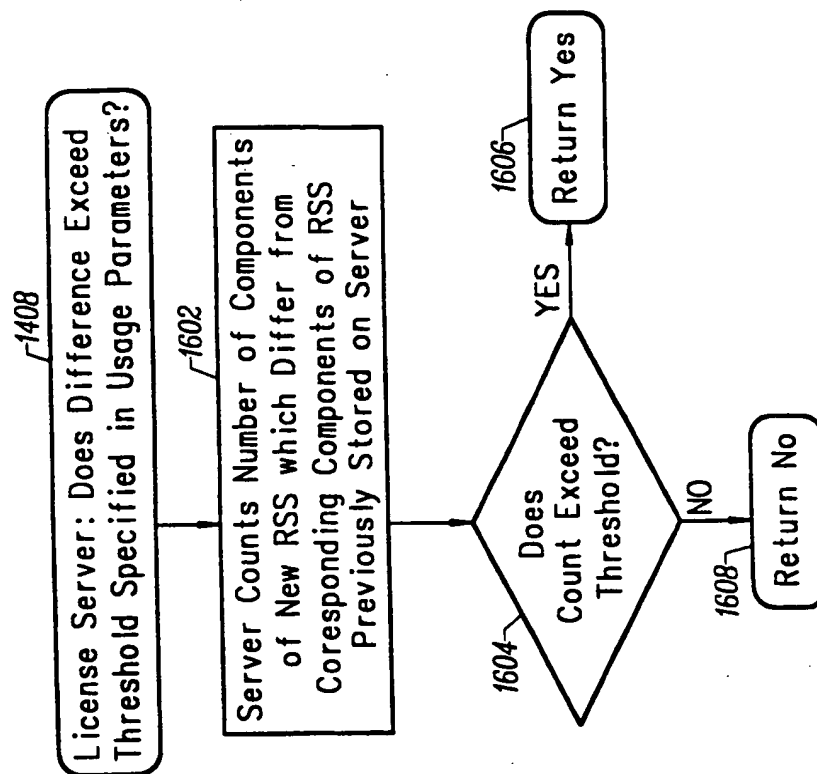 1408
License Server: Does Difference Exceed
Threshold Specified in Usage Parameters?
1602
Server Counts Number of Components
of New RSS which Differ from
Coresponding Components of RSS
Previously Stored on Server
1604
Does
Count Exceed
Threshold?
YES
1606
Return Yes
NO
1608
Return No